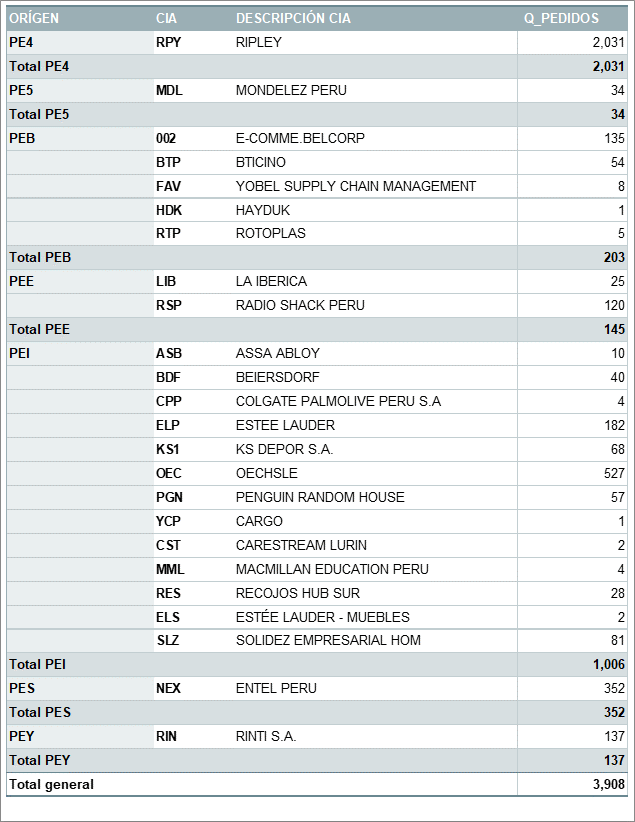 ORÍGEN CIA DESCRIPCIÓN CIA Q_PEDIDOS
PE4 RPY RIPLEY 2,031
Total PE4 2,031
PE5 MDL MONDELEZ PERU 34
Total PE5 34
PEB 002 E-COMME.BELCORP 135
BTP BTICINO 54
FAV YOBEL SUPPLY CHAIN MANAGEMENT 8
HDK HAYDUK 1
RTP ROTOPLAS 5
Total PEB 203
PEE LIB LA IBERICA 25
RSP RADIO SHACK PERU 120
Total PEE 145
PEI ASB ASSA ABLOY 10
BDF BEIERSDORF 40
CPP COLGATE PALMOLIVE PERU S.A 4
ELP ESTEE LAUDER 182
KS1 KS DEPOR S.A. 68
OEC OECHSLE 527
PGN PENGUIN RANDOM HOUSE 57
YCP CARGO 1
CST CARESTREAM LURIN 2
MML MACMILLAN EDUCATION PERU 4
RES RECOJOS HUB SUR 28
ELS ESTÉE LAUDER - MUEBLES 2
SLZ SOLIDEZ EMPRESARIAL HOM 81
Total PEI 1,006
PES NEX ENTEL PERU 352
Total PES 352
PEY RIN RINTI S.A. 137
Total PEY 137
Total general 3,908